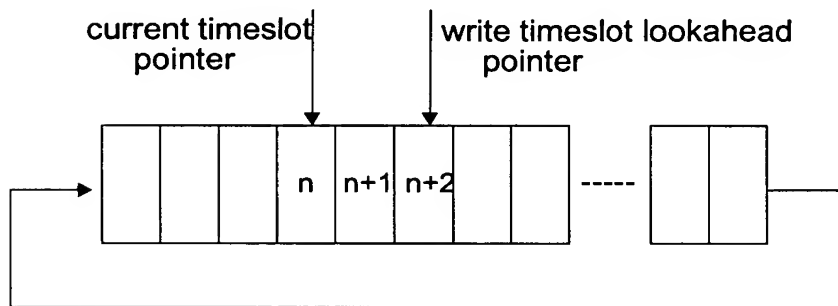 current timeslot
pointer
write timeslot lookahead
pointer
n
n+1
n+2